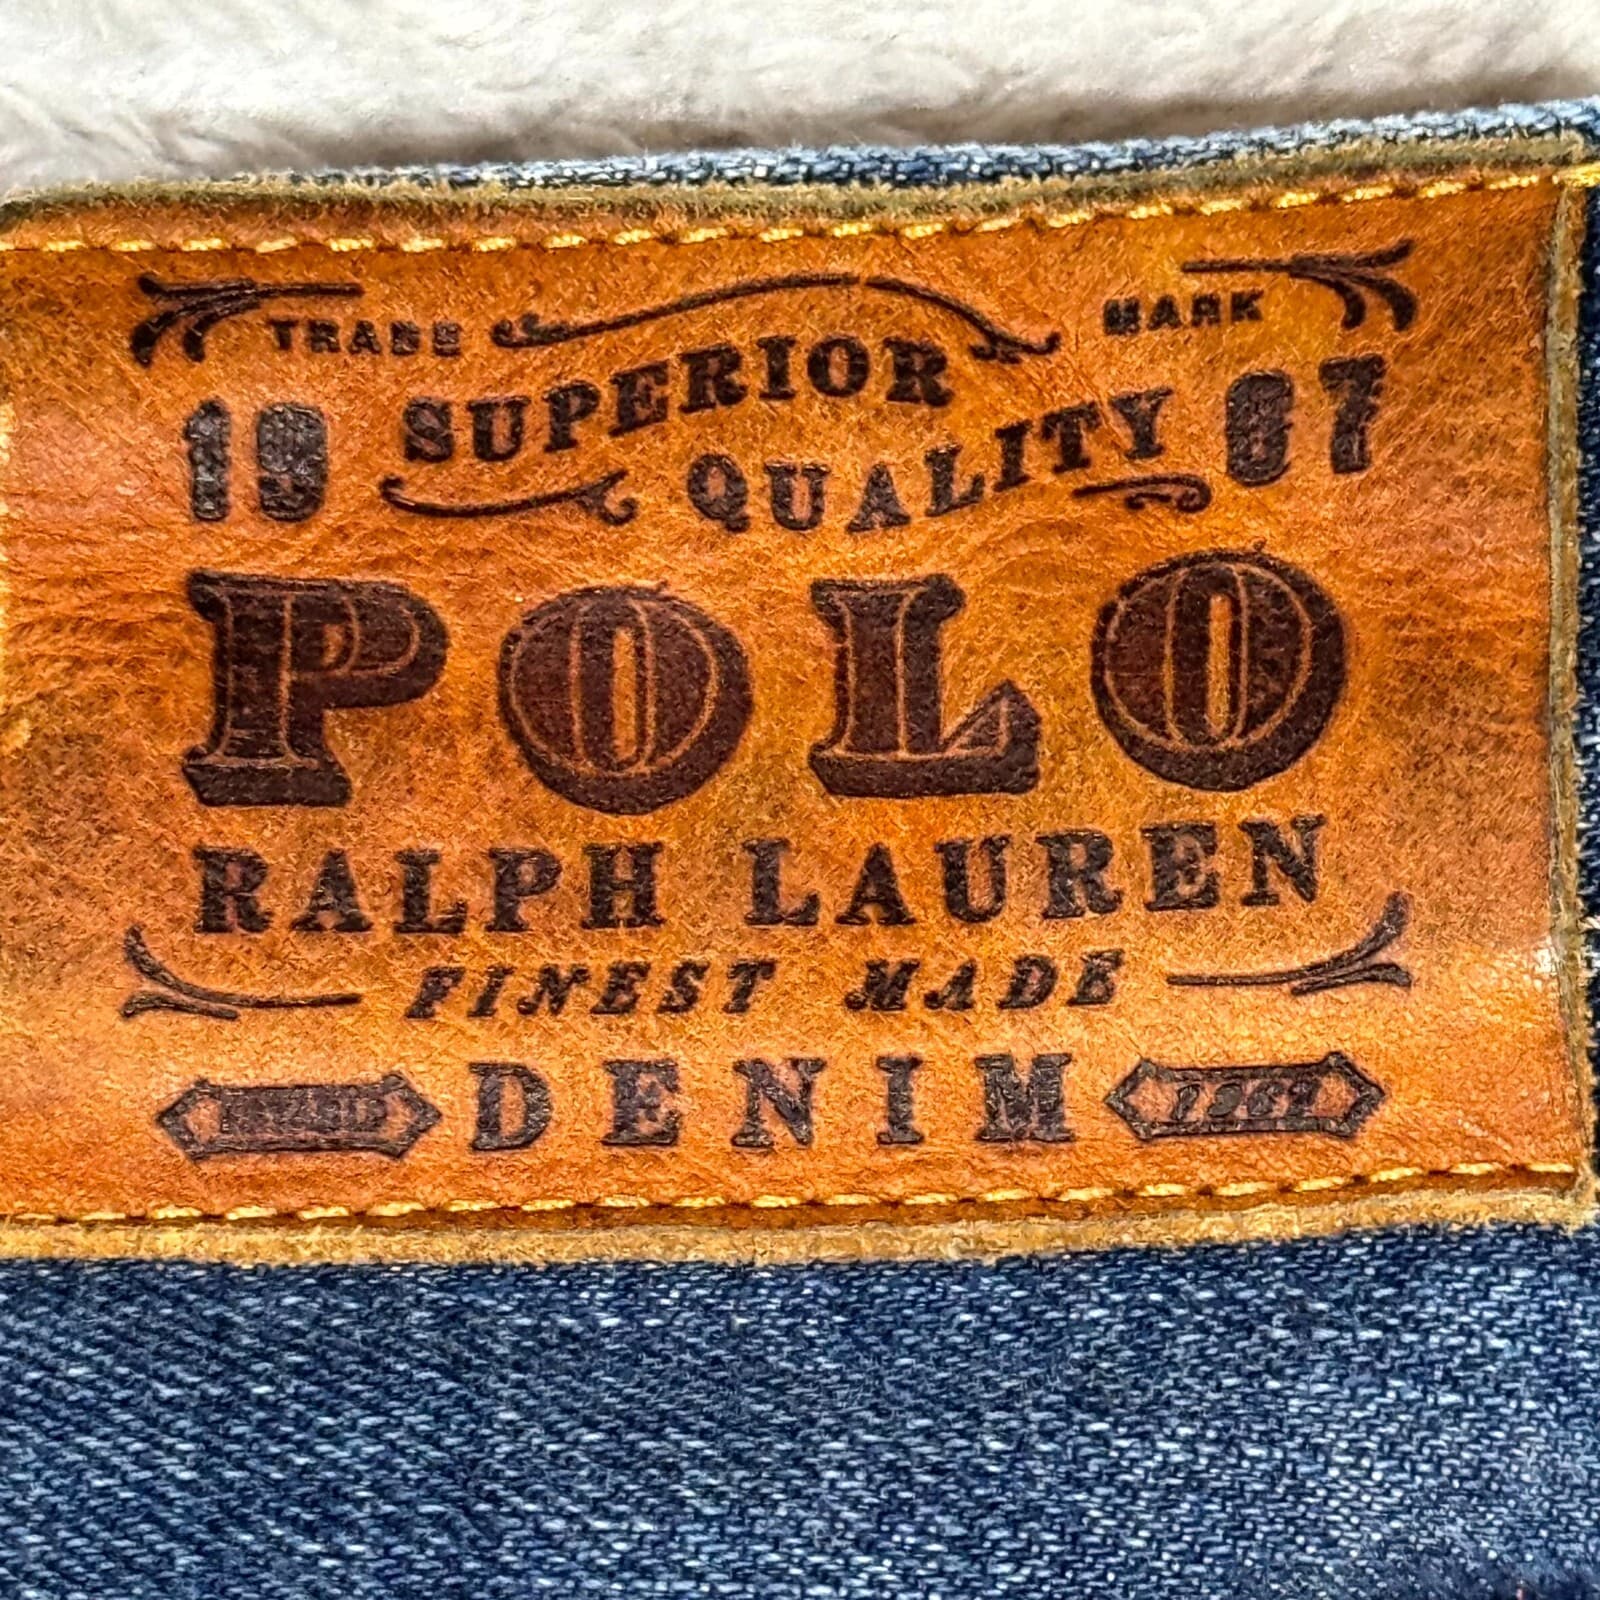 TRADE MARK
19 SUPERIOR QUALITY 67
POLO
RALPH LAUREN
FINEST MADE
DENIM